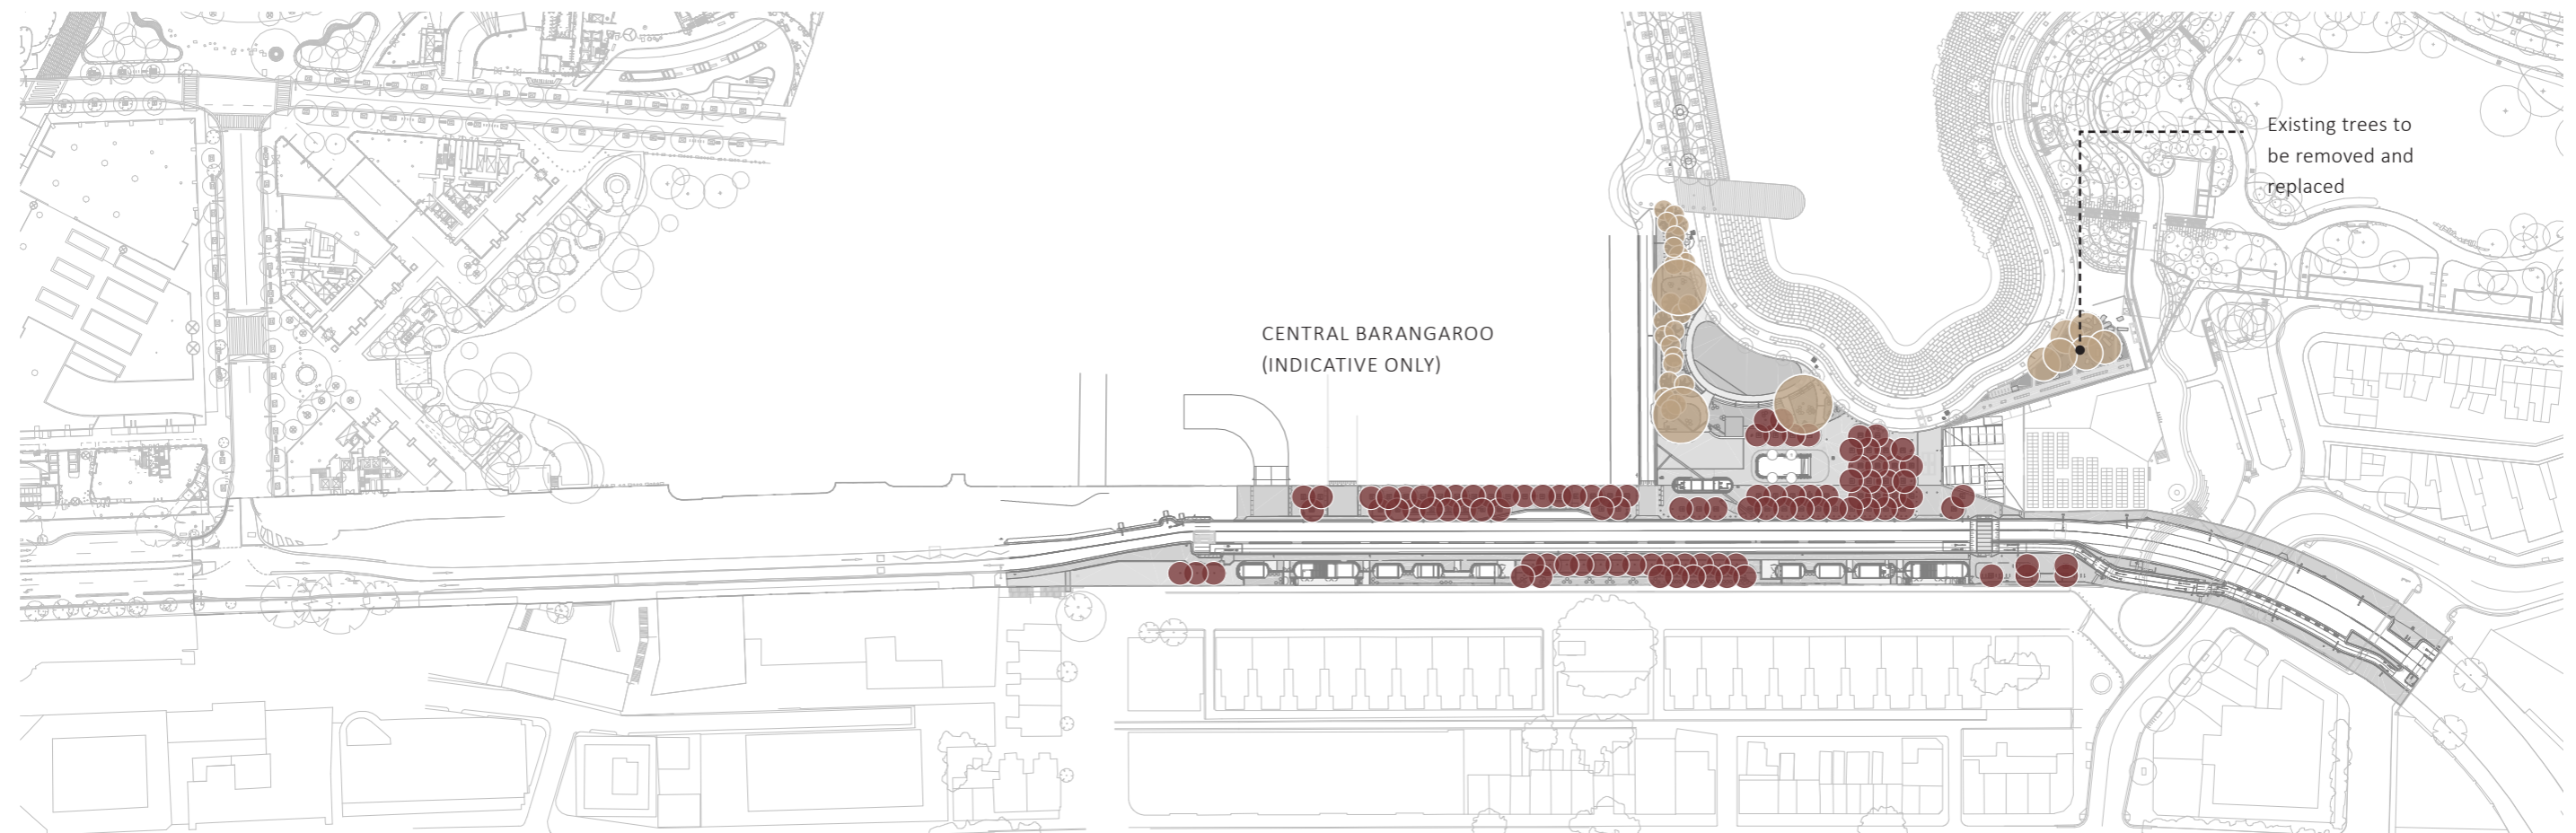 Existing trees to
be removed and
replaced
CENTRAL BARANGAROO
(INDICATIVE ONLY)